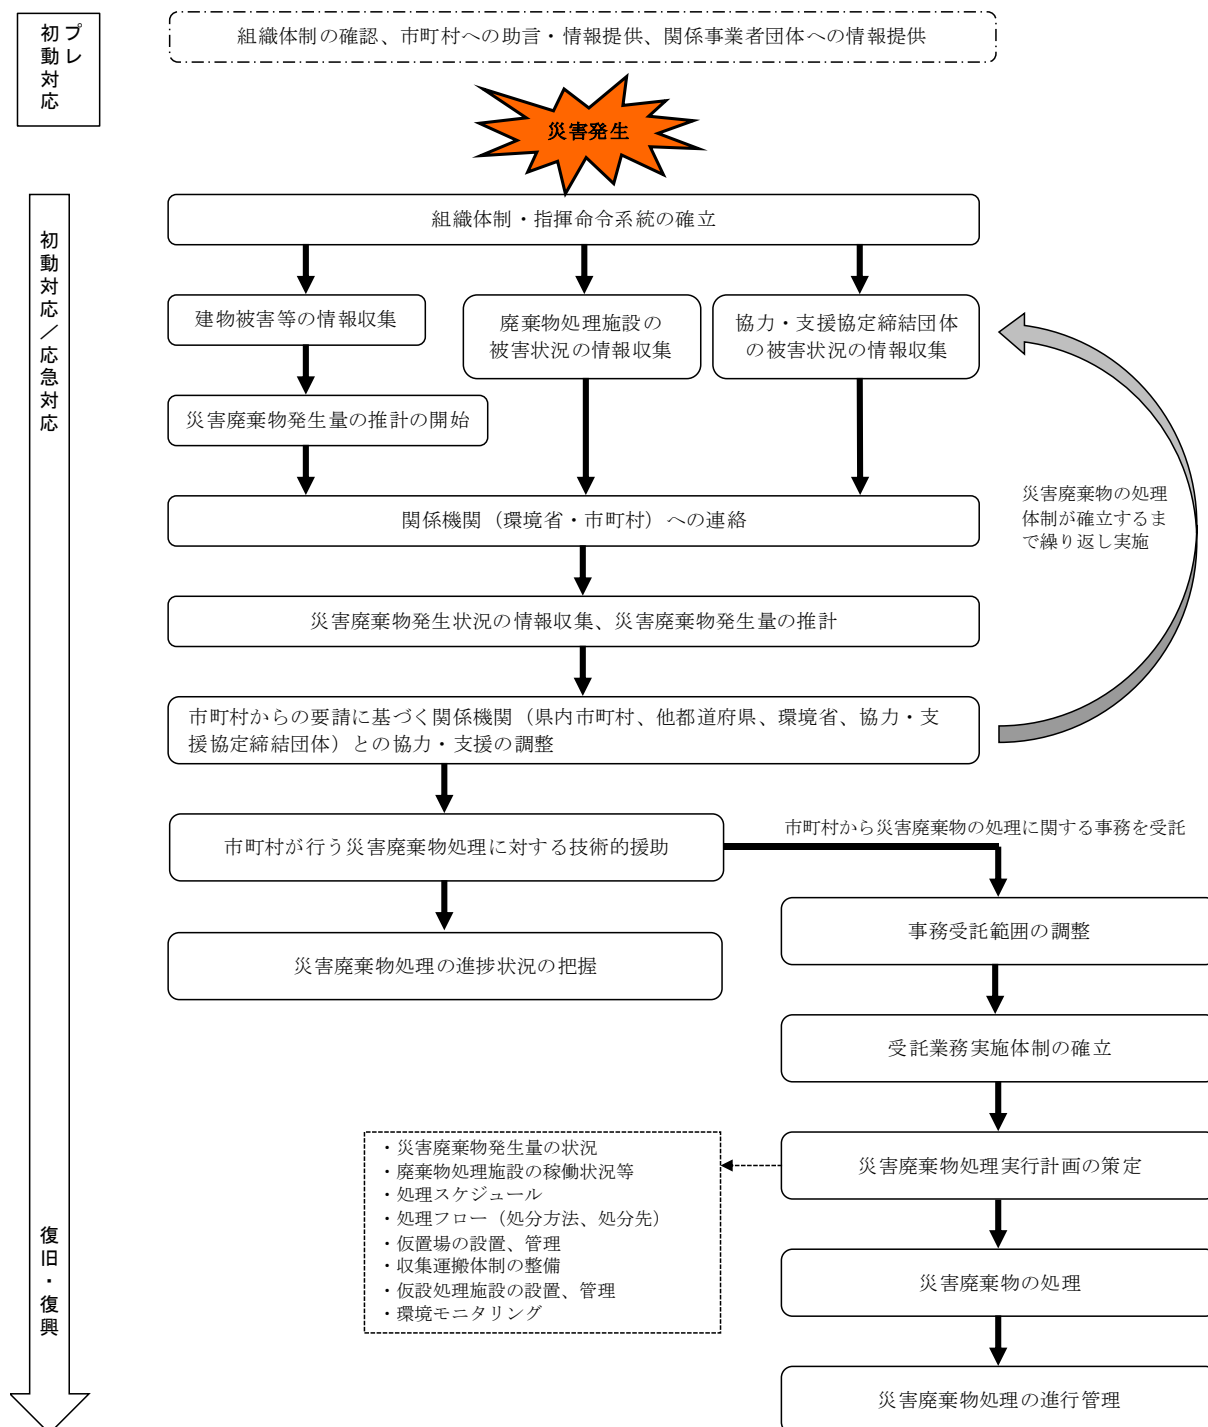 プレ
初動対応
組織体制の確認、市町村への助言・情報提供、関係事業者団体への情報提供
災害発生
初動対応／応急対応
組織体制・指揮命令系統の確立
建物被害等の情報収集
廃棄物処理施設の
被害状況の情報収集
協力・支援協定締結団体
の被害状況の情報収集
災害廃棄物発生量の推計の開始
関係機関（環境省・市町村）への連絡
災害廃棄物の処理
体制が確立するま
で繰り返し実施
災害廃棄物発生状況の情報収集、災害廃棄物発生量の推計
市町村からの要請に基づく関係機関（県内市町村、他都道府県、環境省、協力・支
援協定締結団体）との協力・支援の調整
市町村が行う災害廃棄物処理に対する技術的援助
市町村から災害廃棄物の処理に関する事務を受託
事務受託範囲の調整
災害廃棄物処理の進捗状況の把握
受託業務実施体制の確立
災害廃棄物処理実行計画の策定
・災害廃棄物発生量の状況
・廃棄物処理施設の稼働状況等
・処理スケジュール
・処理フロー（処分方法、処分先）
・仮置場の設置、管理
・収集運搬体制の整備
・仮設処理施設の設置、管理
・環境モニタリング
復旧・復興
災害廃棄物の処理
災害廃棄物処理の進行管理